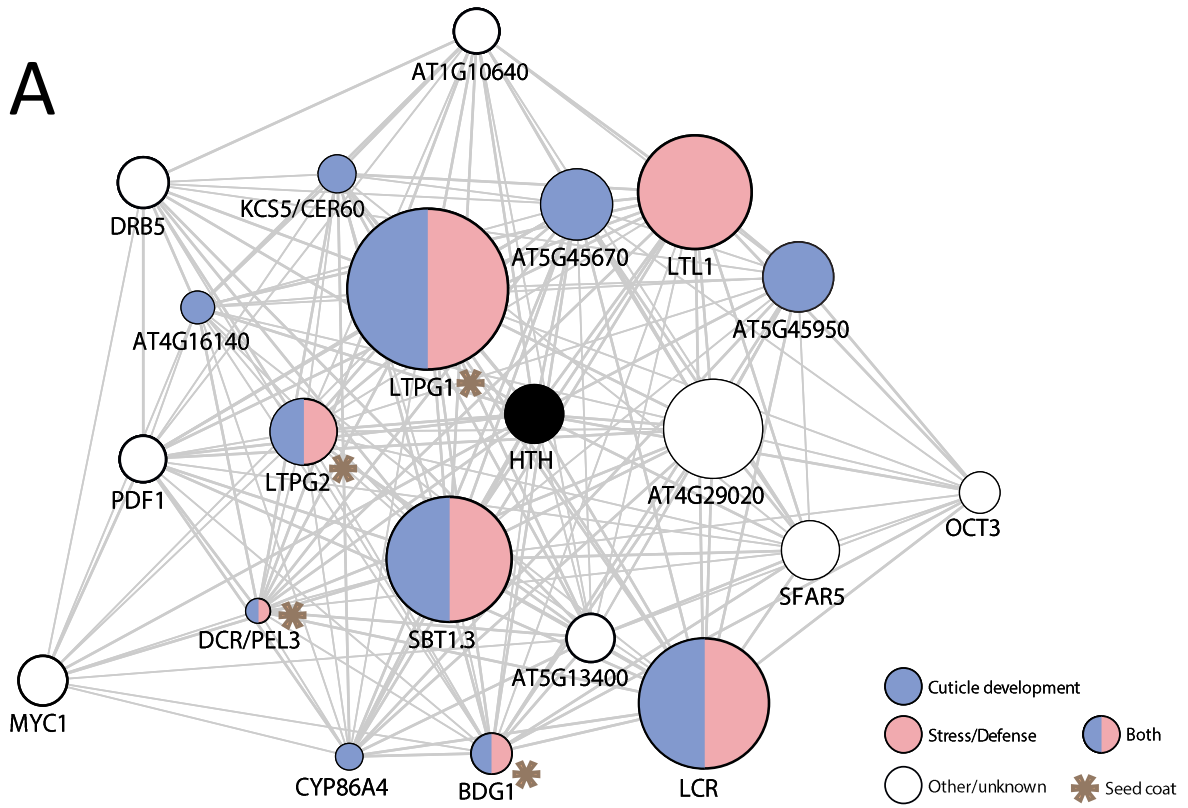 A
AT1G10640
DRB5
KCS5/CER60
AT5G45670
LTL1
AT5G45950
AT4G16140
LTPG1
HTH
LTPG2
PDF1
AT4G29020
OCT3
SFAR5
DCR/PEL3
SBT1.3
AT5G13400
MYC1
CYP86A4
BDG1
LCR
Cuticle development
Stress/Defense
Both
Other/unknown
Seed coat